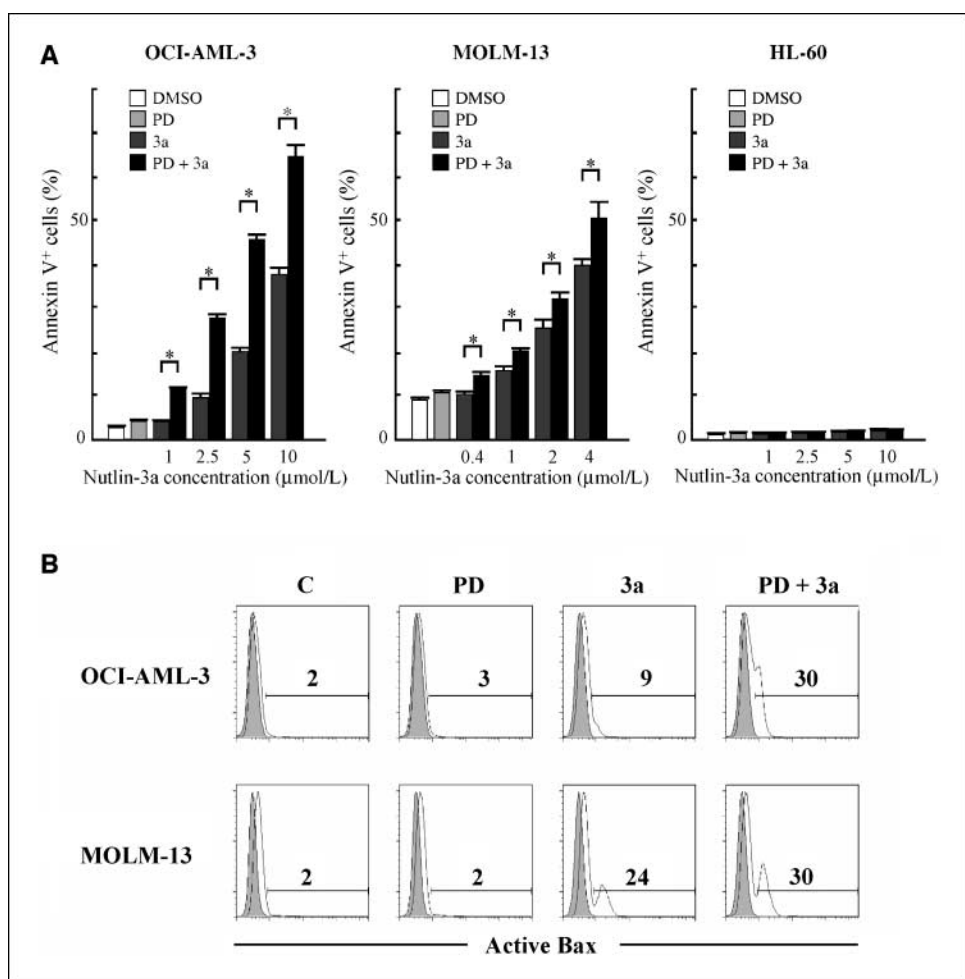 A
OCI-AML-3
DMSO
PD
3a
PD + 3a
* * * *
Annexin V⁺ cells (%)
50
0
1 2.5 5 10
Nutlin-3a concentration (μmol/L)
MOLM-13
DMSO
PD
3a
PD + 3a
* * * *
Annexin V⁺ cells (%)
50
0
0.4 1 2 4
Nutlin-3a concentration (μmol/L)
HL-60
DMSO
PD
3a
PD + 3a
Annexin V⁺ cells (%)
50
0
1 2.5 5 10
Nutlin-3a concentration (μmol/L)
B
C PD 3a PD + 3a
OCI-AML-3 2 3 9 30
MOLM-13 2 2 24 30
Active Bax